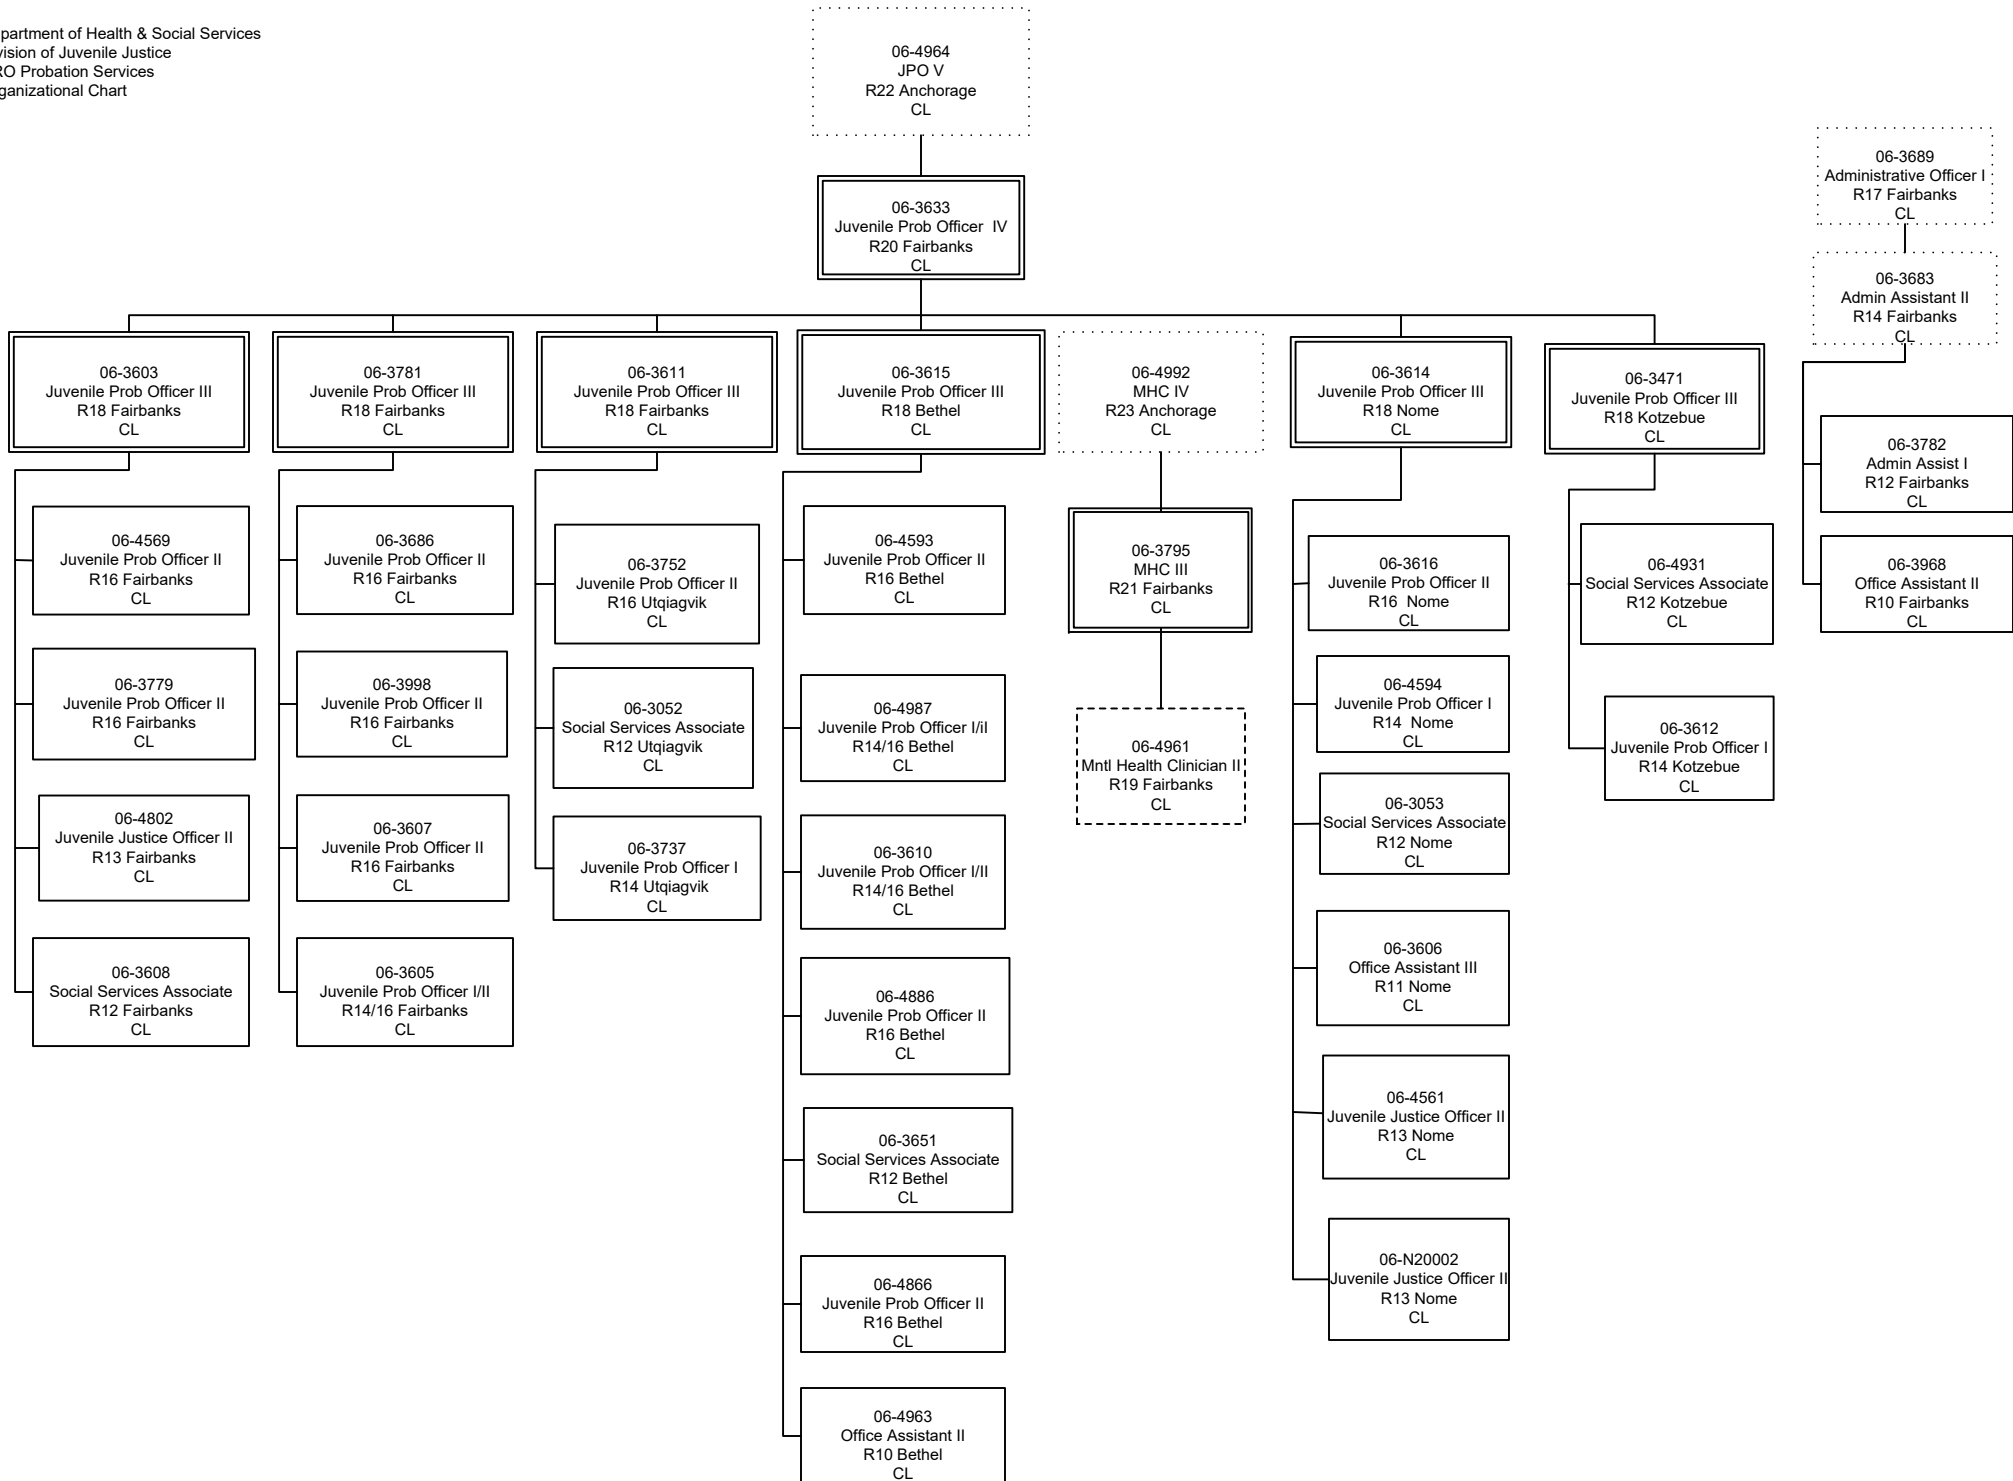 partment of Health & Social Services
vision of Juvenile Justice
RO Probation Services
ganizational Chart
06-4964
JPO V
R22 Anchorage
CL
06-3633
Juvenile Prob Officer  IV
R20 Fairbanks
CL
06-3689
Administrative Officer I
R17 Fairbanks
CL
06-3683
Admin Assistant II
R14 Fairbanks
CL
06-3603
Juvenile Prob Officer III
R18 Fairbanks
CL
06-3781
Juvenile Prob Officer III
R18 Fairbanks
CL
06-3611
Juvenile Prob Officer III
R18 Fairbanks
CL
06-3615
Juvenile Prob Officer III
R18 Bethel
CL
06-4992
MHC IV
R23 Anchorage
CL
06-3614
Juvenile Prob Officer III
R18 Nome
CL
06-3471
Juvenile Prob Officer III
R18 Kotzebue
CL
06-4569
Juvenile Prob Officer II
R16 Fairbanks
CL
06-3779
Juvenile Prob Officer II
R16 Fairbanks
CL
06-4802
Juvenile Justice Officer II
R13 Fairbanks
CL
06-3608
Social Services Associate
R12 Fairbanks
CL
06-3686
Juvenile Prob Officer II
R16 Fairbanks
CL
06-3998
Juvenile Prob Officer II
R16 Fairbanks
CL
06-3607
Juvenile Prob Officer II
R16 Fairbanks
CL
06-3605
Juvenile Prob Officer I/II
R14/16 Fairbanks
CL
06-3752
Juvenile Prob Officer II
R16 Utqiagvik
CL
06-3052
Social Services Associate
R12 Utqiagvik
CL
06-3737
Juvenile Prob Officer I
R14 Utqiagvik
CL
06-4593
Juvenile Prob Officer II
R16 Bethel
CL
06-4987
Juvenile Prob Officer I/iI
R14/16 Bethel
CL
06-3610
Juvenile Prob Officer I/II
R14/16 Bethel
CL
06-4886
Juvenile Prob Officer II
R16 Bethel
CL
06-3651
Social Services Associate
R12 Bethel
CL
06-4866
Juvenile Prob Officer II
R16 Bethel
CL
06-4963
Office Assistant II
R10 Bethel
CL
06-3795
MHC III
R21 Fairbanks
CL
06-4961
Mntl Health Clinician II
R19 Fairbanks
CL
06-3616
Juvenile Prob Officer II
R16  Nome
CL
06-4594
Juvenile Prob Officer I
R14  Nome
CL
06-3053
Social Services Associate
R12 Nome
CL
06-3606
Office Assistant III
R11 Nome
CL
06-4561
Juvenile Justice Officer II
R13 Nome
CL
06-N20002
Juvenile Justice Officer II
R13 Nome
CL
06-4931
Social Services Associate
R12 Kotzebue
CL
06-3612
Juvenile Prob Officer I
R14 Kotzebue
CL
06-3782
Admin Assist I
R12 Fairbanks
CL
06-3968
Office Assistant II
R10 Fairbanks
CL